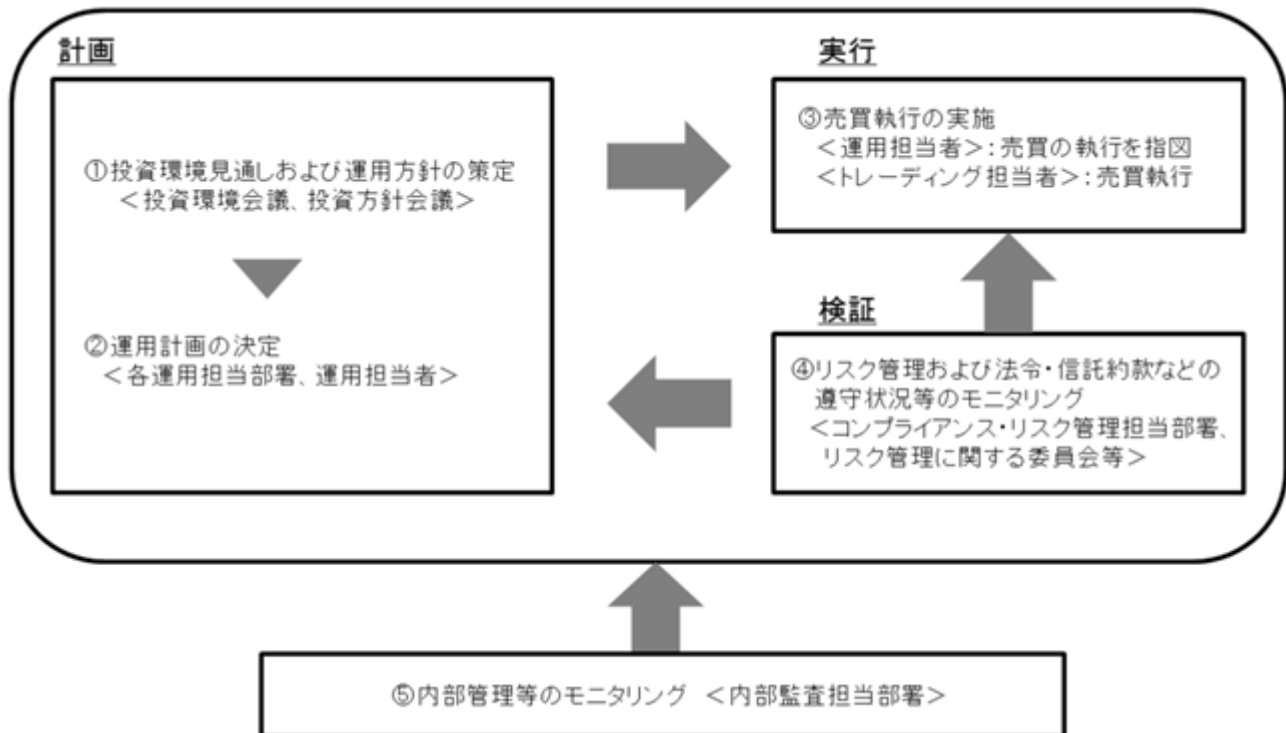 計画
①投資環境見通しおよび運用方針の策定
＜投資環境会議、投資方針会議＞
②運用計画の決定
＜各運用担当部署、運用担当者＞
実行
③売買執行の実施
＜運用担当者＞：売買の執行を指図
＜トレーディング担当者＞：売買執行
検証
④リスク管理および法令・信託約款などの
遵守状況等のモニタリング
＜コンプライアンス・リスク管理担当部署、
リスク管理に関する委員会等＞
⑤内部管理等のモニタリング ＜内部監査担当部署＞